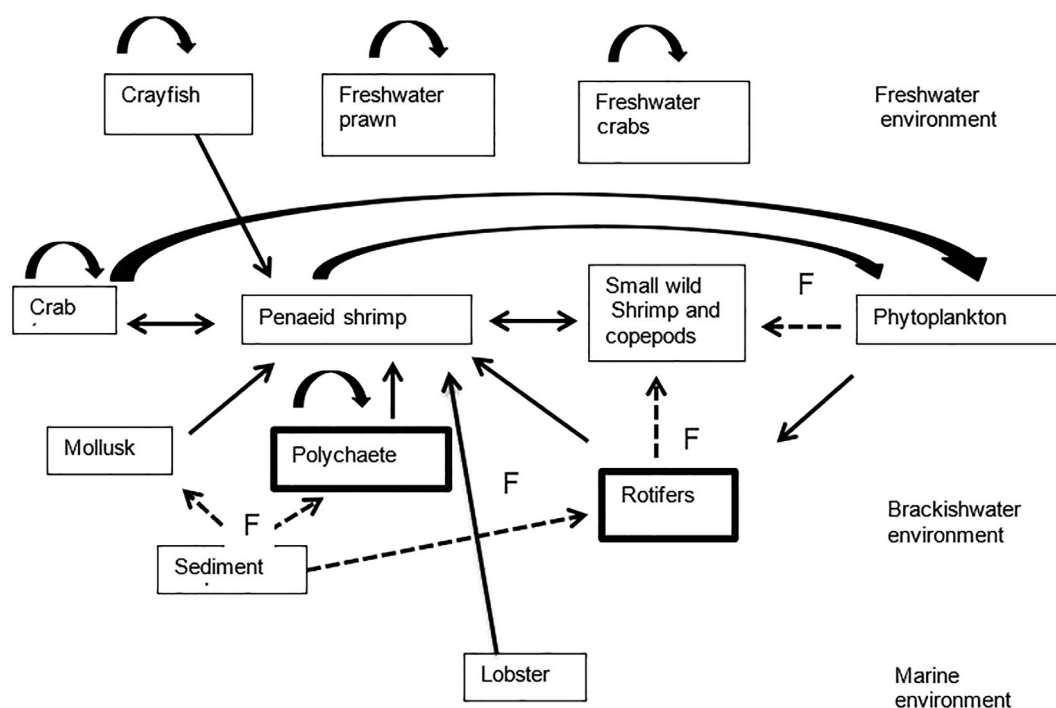 Crayfish
Freshwater
prawn
Freshwater
crabs
Freshwater
environment
Crab
Penaeid shrimp
Small wild
Shrimp and
copepods
F
Phytoplankton
Mollusk
Polychaete
F
F
Rotifers
Brackishwater
environment
F
Sediment
Lobster
Marine
environment